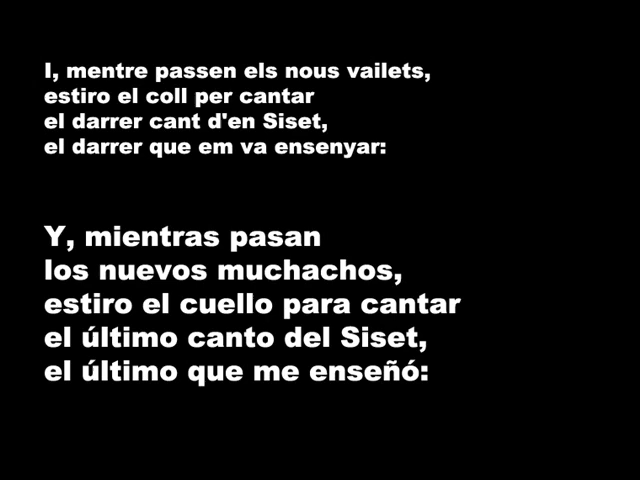 I, mentre passen els nous vailets,
estiro el coll per cantar
el darrer cant d'en Siset,
el darrer que em va ensenyar:
Y, mientras pasan
los nuevos muchachos,
estiro el cuello para cantar
el último canto del Siset,
el último que me enseñó: